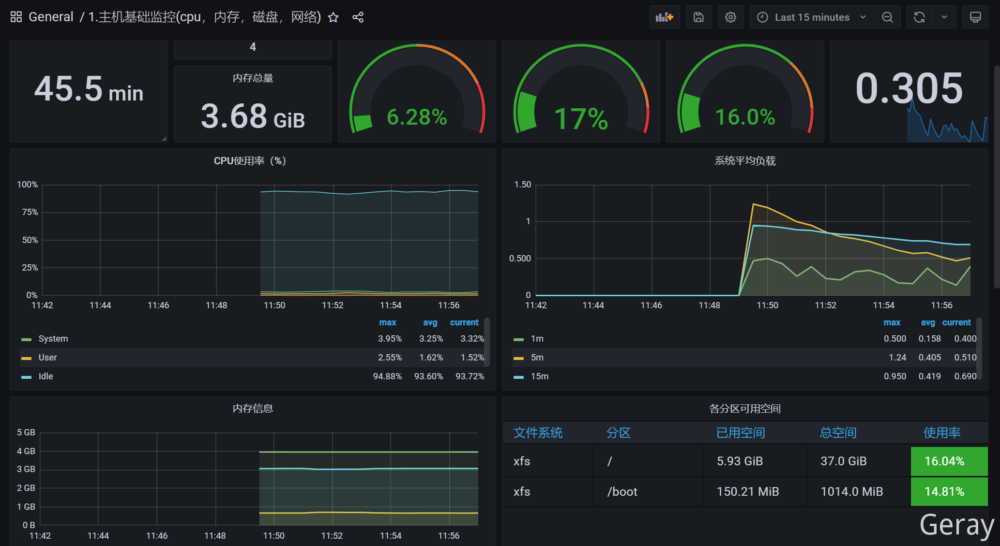 General / 1.主机基础监控(cpu，内存，磁盘，网络)
Last 15 minutes
45.5 min
4
内存总量
3.68 GiB
6.28%
17%
16.0%
0.305
CPU使用率（%）
100%
75%
50%
25%
0%
11:42 11:44 11:46 11:48 11:50 11:52 11:54 11:56
max avg current
System 3.95% 3.25% 3.32%
User 2.55% 1.62% 1.52%
Idle 94.88% 93.60% 93.72%
系统平均负载
1.50
1
0.500
0
11:42 11:44 11:46 11:48 11:50 11:52 11:54 11:56
max avg current
1m 0.500 0.158 0.400
5m 1.24 0.405 0.510
15m 0.950 0.419 0.690
内存信息
5 GB
4 GB
3 GB
2 GB
1 GB
0 B
11:42 11:44 11:46 11:48 11:50 11:52 11:54 11:56
各分区可用空间
文件系统 分区 已用空间 总空间 使用率
xfs / 5.93 GiB 37.0 GiB 16.04%
xfs /boot 150.21 MiB 1014.0 MiB 14.81%
Geray